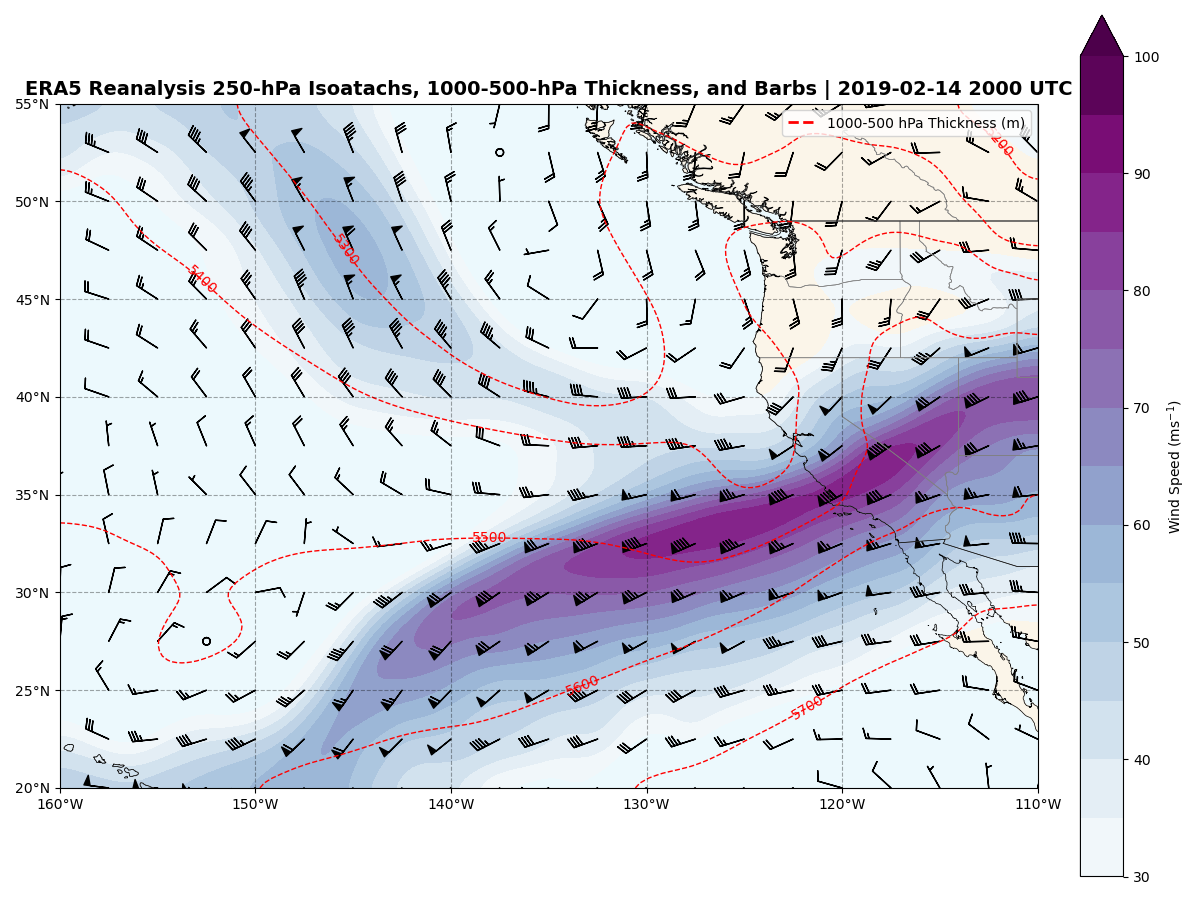 ERA5 Reanalysis 250-hPa Isoatachs, 1000-500-hPa Thickness, and Barbs | 2019-02-14 2000 UTC
1000-500 hPa Thickness (m)
55°N
50°N
45°N
40°N
35°N
30°N
25°N
20°N
160°W
150°W
140°W
130°W
120°W
110°W
5300
5400
5500
5600
5700
100
90
80
70
60
50
40
30
Wind Speed (ms⁻¹)